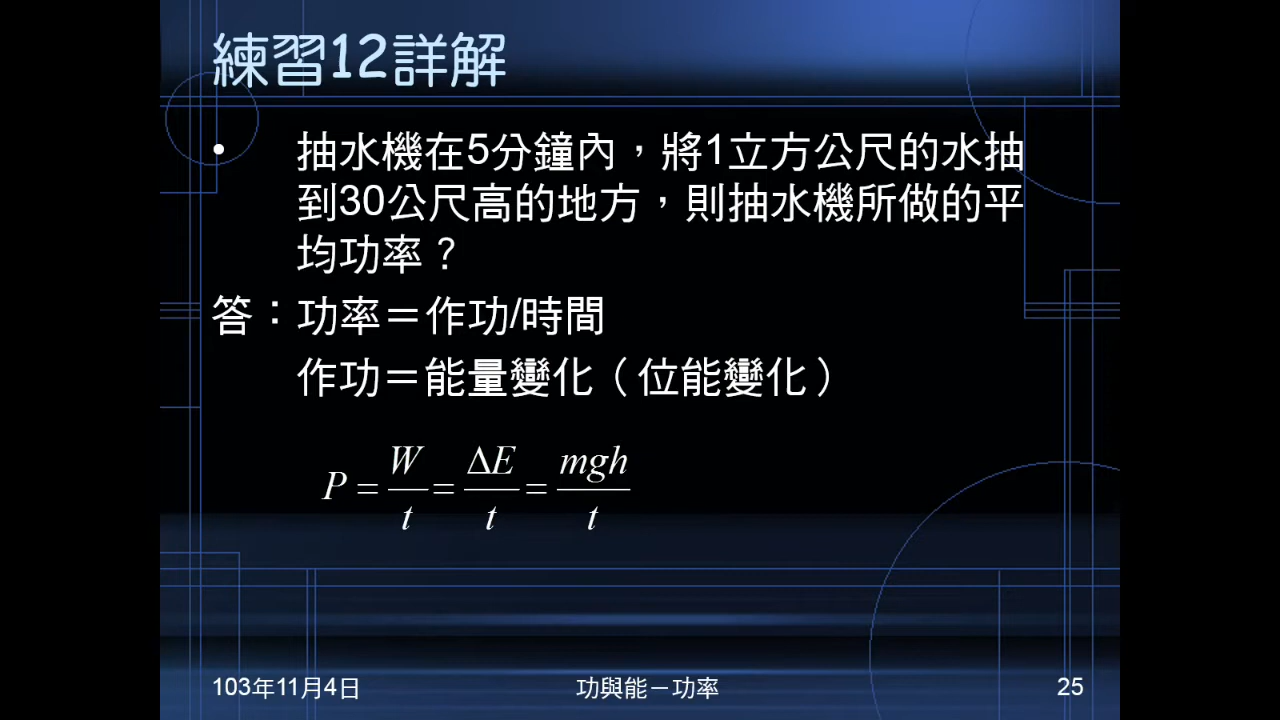 練習12詳解
• 抽水機在5分鐘內，將1立方公尺的水抽
到30公尺高的地方，則抽水機所做的平
均功率？
答：功率＝作功/時間
作功＝能量變化（位能變化）
P = W/t = ΔE/t = mgh/t
103年11月4日 功與能－功率 25